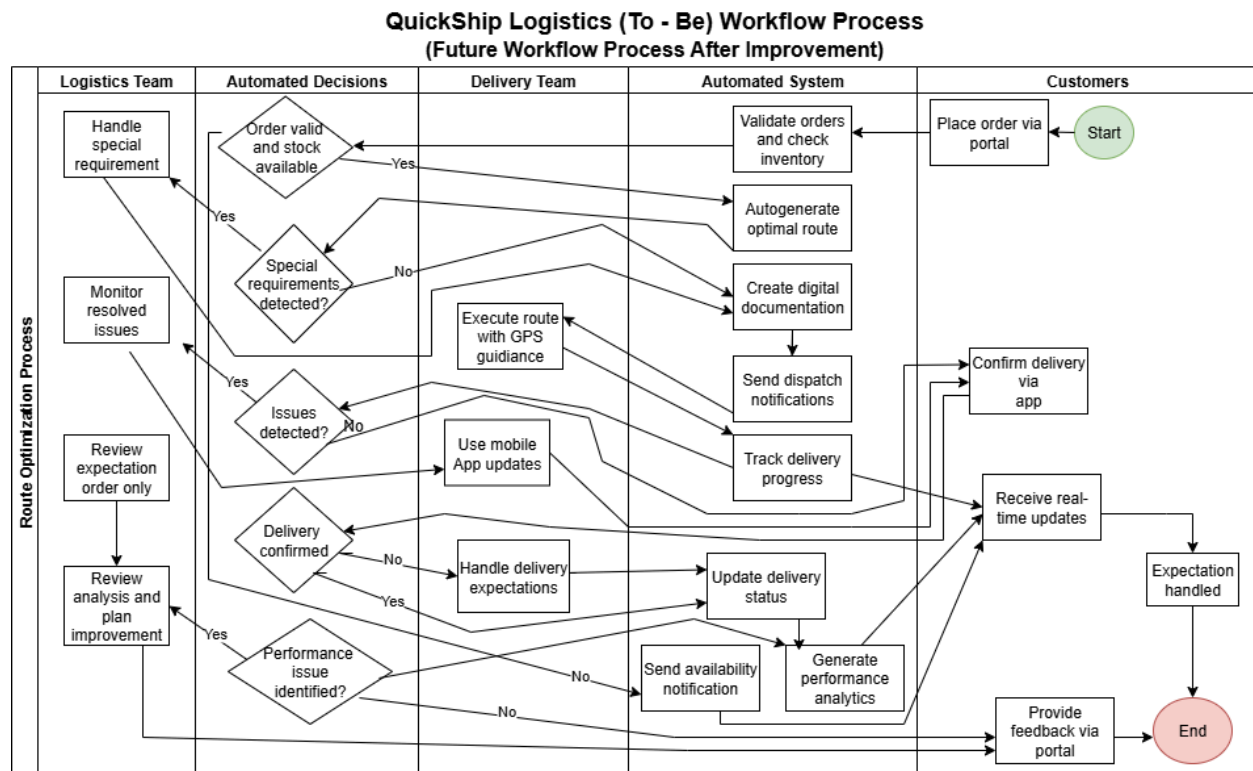 QuickShip Logistics (To - Be) Workflow Process
(Future Workflow Process After Improvement)
Logistics Team
Automated Decisions
Delivery Team
Automated System
Customers
Route Optimization Process
Handle
special
requirement
Order valid
and stock
available
Validate orders
and check
inventory
Place order via
portal
Start
Yes
Autogenerate
optimal route
Yes
Special
requirements
detected?
No
Create digital
documentation
Monitor
resolved
issues
Execute route
with GPS
guidiance
Send dispatch
notifications
Confirm delivery
via
app
Yes
Issues
detected?
No
Review
expectation
order only
Use mobile
App updates
Track delivery
progress
Receive real-
time updates
Delivery
confirmed
No
Handle delivery
expectations
Update delivery
status
Expectation
handled
Yes
Review
analysis and
plan
improvement
Yes
Performance
issue
identified?
No
Send availability
notification
Generate
performance
analytics
No
Provide
feedback via
portal
End